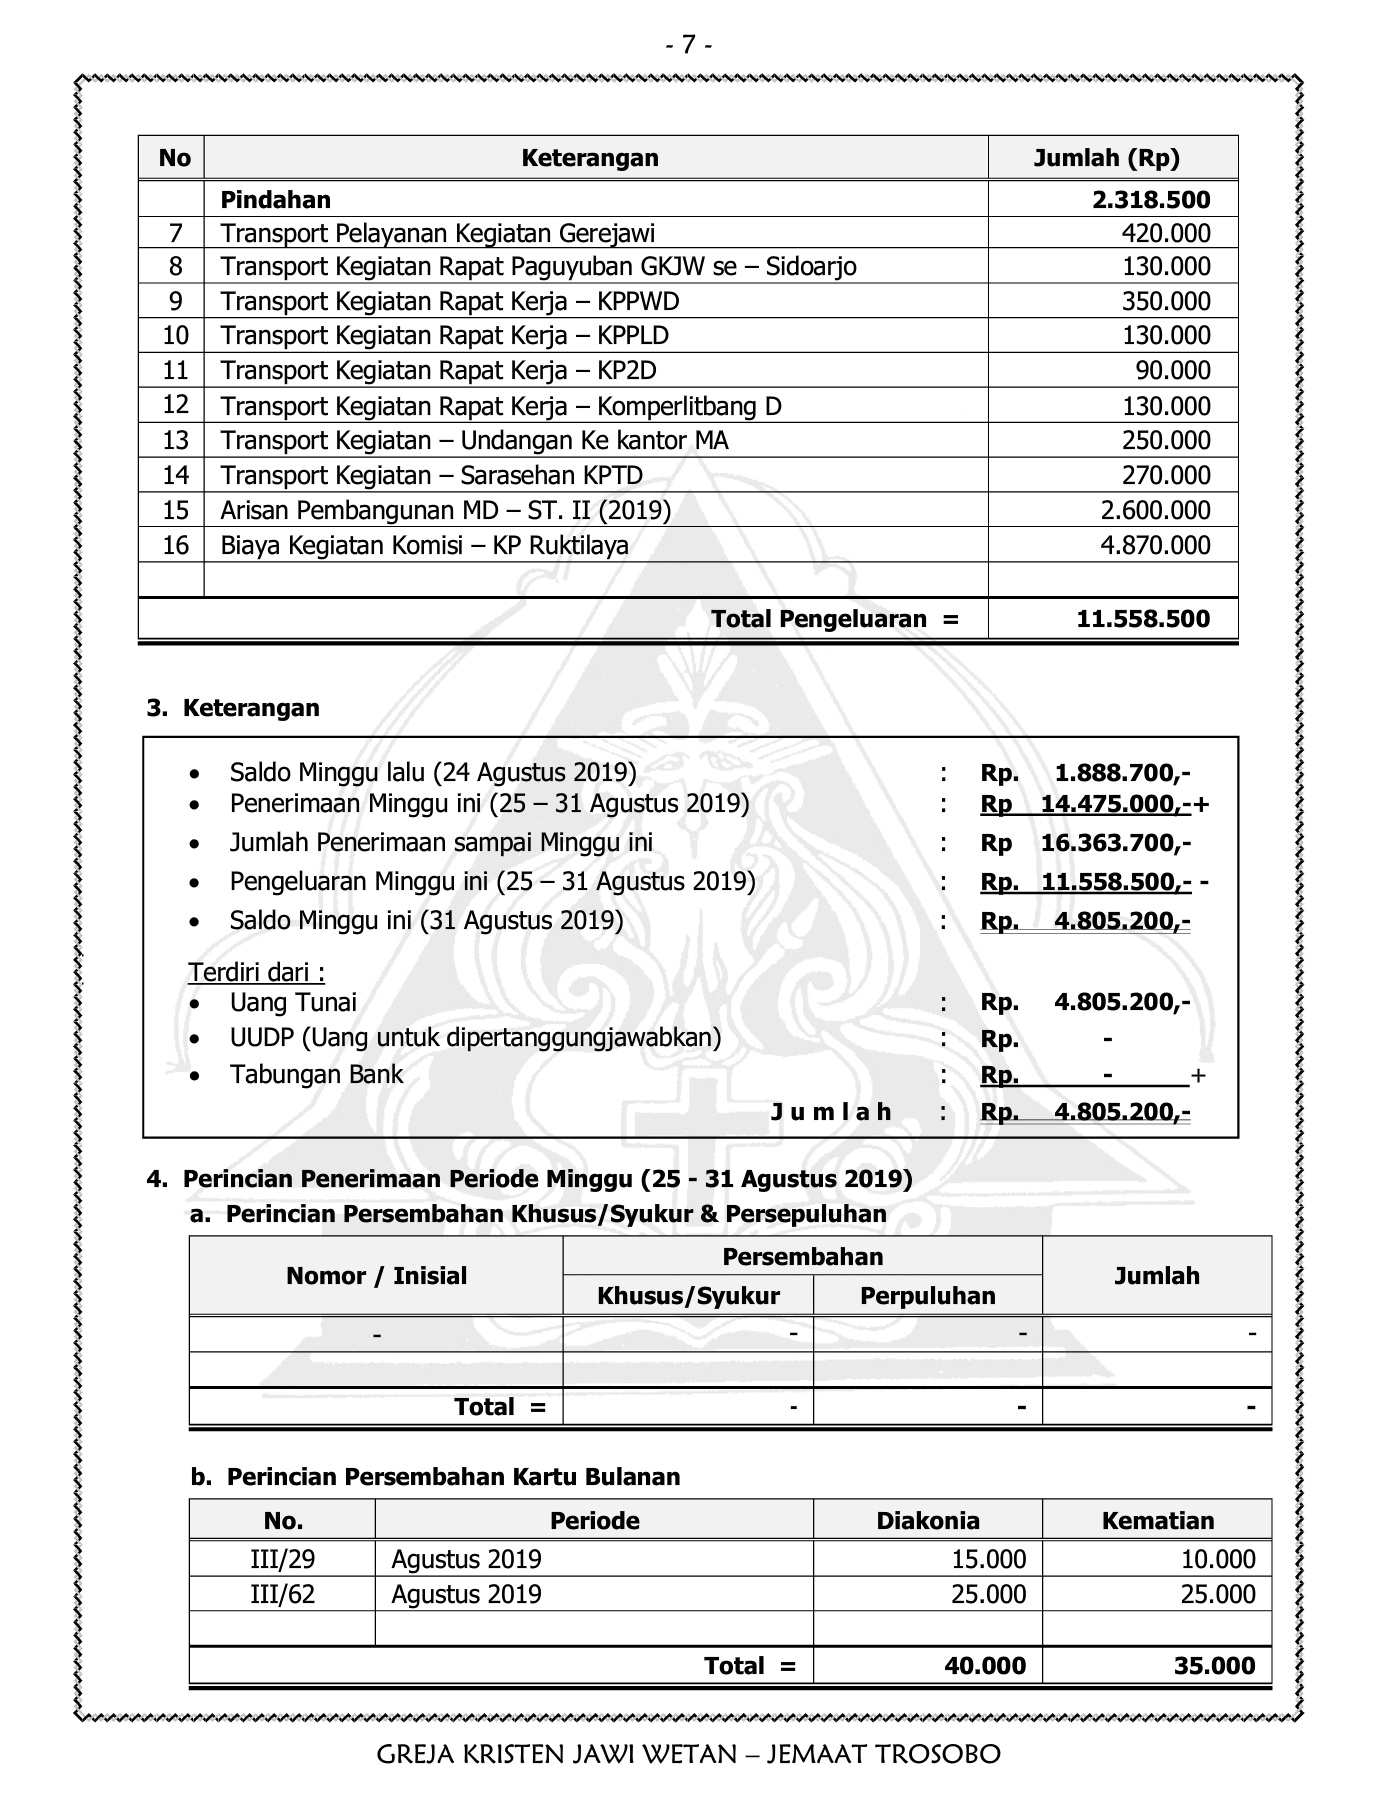 - 7 -
No Keterangan Jumlah (Rp)
Pindahan 2.318.500
7 Transport Pelayanan Kegiatan Gerejawi 420.000
8 Transport Kegiatan Rapat Paguyuban GKJW se – Sidoarjo 130.000
9 Transport Kegiatan Rapat Kerja – KPPWD 350.000
10 Transport Kegiatan Rapat Kerja – KPPLD 130.000
11 Transport Kegiatan Rapat Kerja – KP2D 90.000
12 Transport Kegiatan Rapat Kerja – Komperlitbang D 130.000
13 Transport Kegiatan – Undangan Ke kantor MA 250.000
14 Transport Kegiatan – Sarasehan KPTD 270.000
15 Arisan Pembangunan MD – ST. II (2019) 2.600.000
16 Biaya Kegiatan Komisi – KP Ruktilaya 4.870.000
Total Pengeluaran = 11.558.500
3. Keterangan
• Saldo Minggu lalu (24 Agustus 2019) : Rp. 1.888.700,-
• Penerimaan Minggu ini (25 – 31 Agustus 2019) : Rp 14.475.000,-+
• Jumlah Penerimaan sampai Minggu ini : Rp 16.363.700,-
• Pengeluaran Minggu ini (25 – 31 Agustus 2019) : Rp. 11.558.500,- -
• Saldo Minggu ini (31 Agustus 2019) : Rp. 4.805.200,-
Terdiri dari :
• Uang Tunai : Rp. 4.805.200,-
• UUDP (Uang untuk dipertanggungjawabkan) : Rp. -
• Tabungan Bank : Rp. - +
J u m l a h : Rp. 4.805.200,-
4. Perincian Penerimaan Periode Minggu (25 - 31 Agustus 2019)
a. Perincian Persembahan Khusus/Syukur & Persepuluhan
Nomor / Inisial Persembahan Jumlah
Khusus/Syukur Perpuluhan
- - - -
Total = - - -
b. Perincian Persembahan Kartu Bulanan
No. Periode Diakonia Kematian
III/29 Agustus 2019 15.000 10.000
III/62 Agustus 2019 25.000 25.000
Total = 40.000 35.000
GREJA KRISTEN JAWI WETAN – JEMAAT TROSOBO